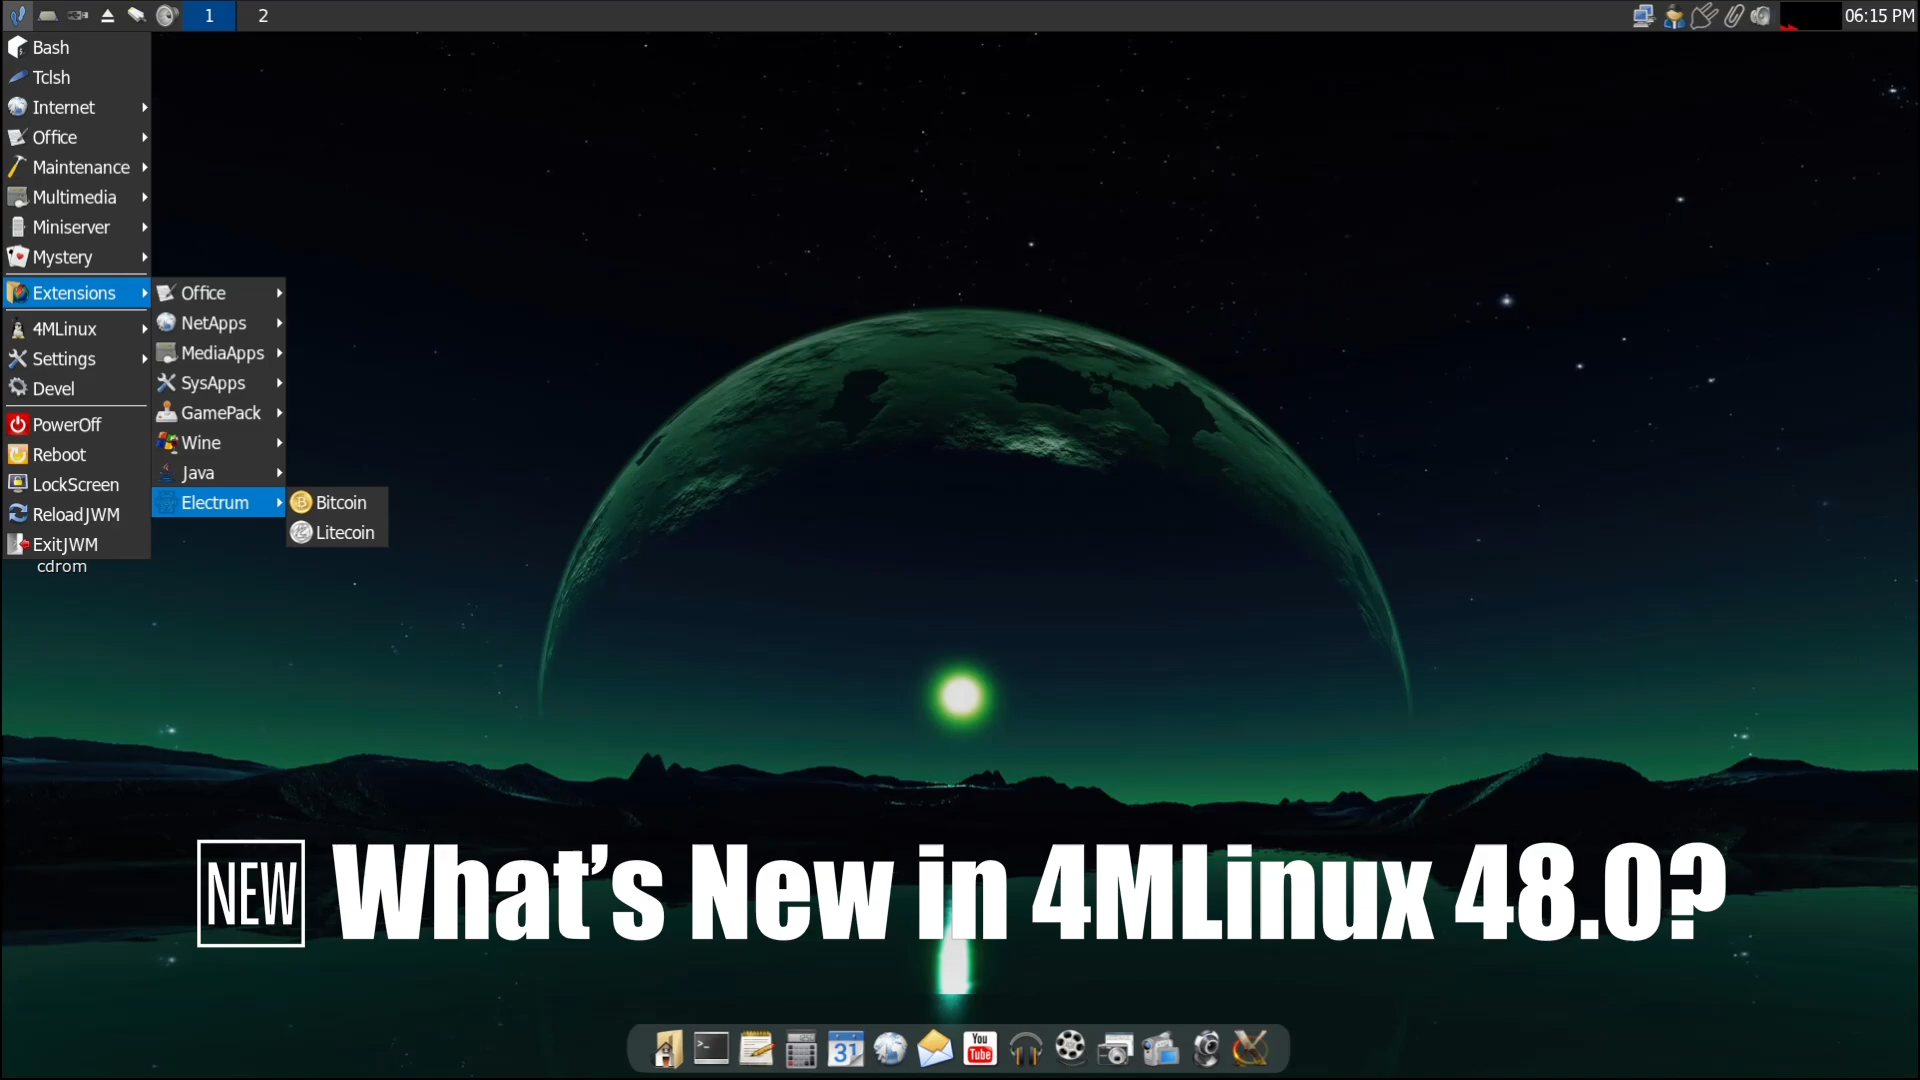 1 2 06:15 PM
Bash
Tclsh
Internet
Office
Maintenance
Multimedia
Miniserver
Mystery
Extensions
4MLinux
Settings
Devel
PowerOff
Reboot
LockScreen
ReloadJWM
ExitJWM
cdrom
Office
NetApps
MediaApps
SysApps
GamePack
Wine
Java
Electrum
Bitcoin
Litecoin
NEW What's New in 4MLinux 48.0?
31
You
Tube